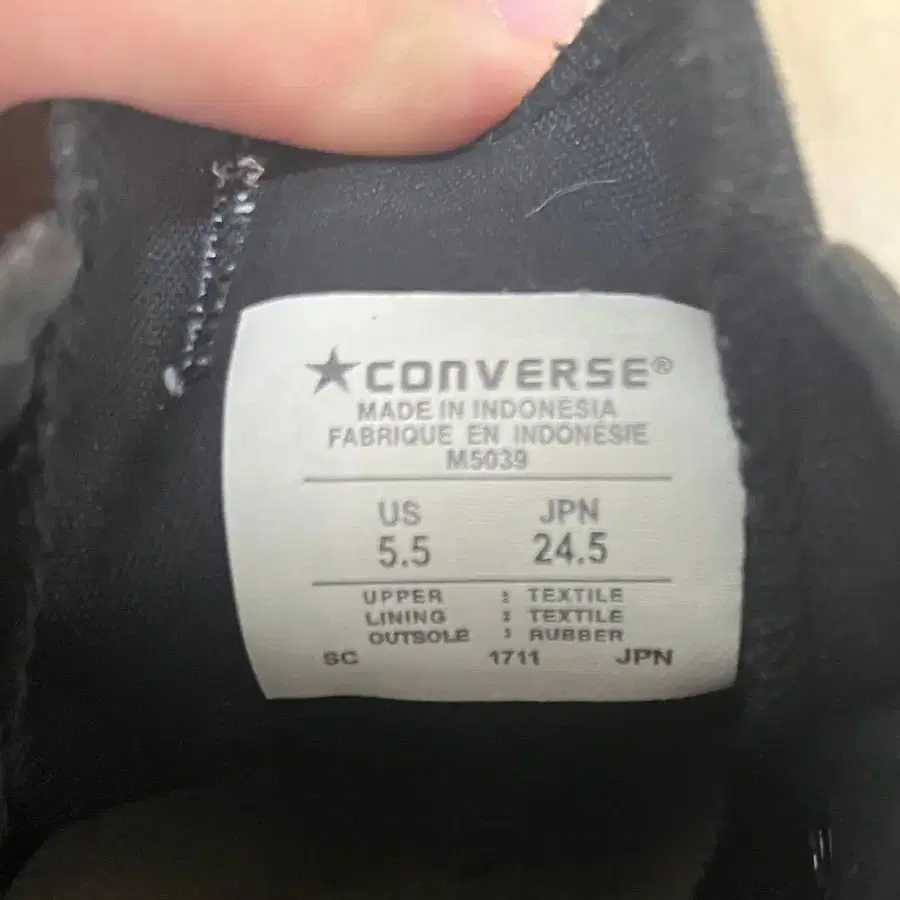 ★CONVERSE®
MADE IN INDONESIA
FABRIQUE EN INDONESIE
M5039
US JPN
5.5 24.5
UPPER : TEXTILE
LINING : TEXTILE
OUTSOLE : RUBBER
SC 1711 JPN